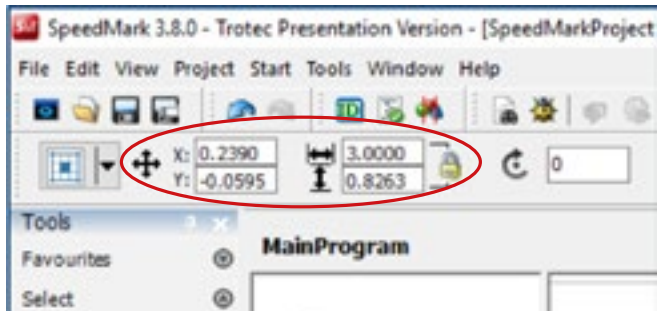 SpeedMark 3.8.0 - Trotec Presentation Version - [SpeedMarkProject
File Edit View Project Start Tools Window Help
X: 0.2390 3.0000 0
Y: -0.0595 0.8263
Tools
Favourites
MainProgram
Select